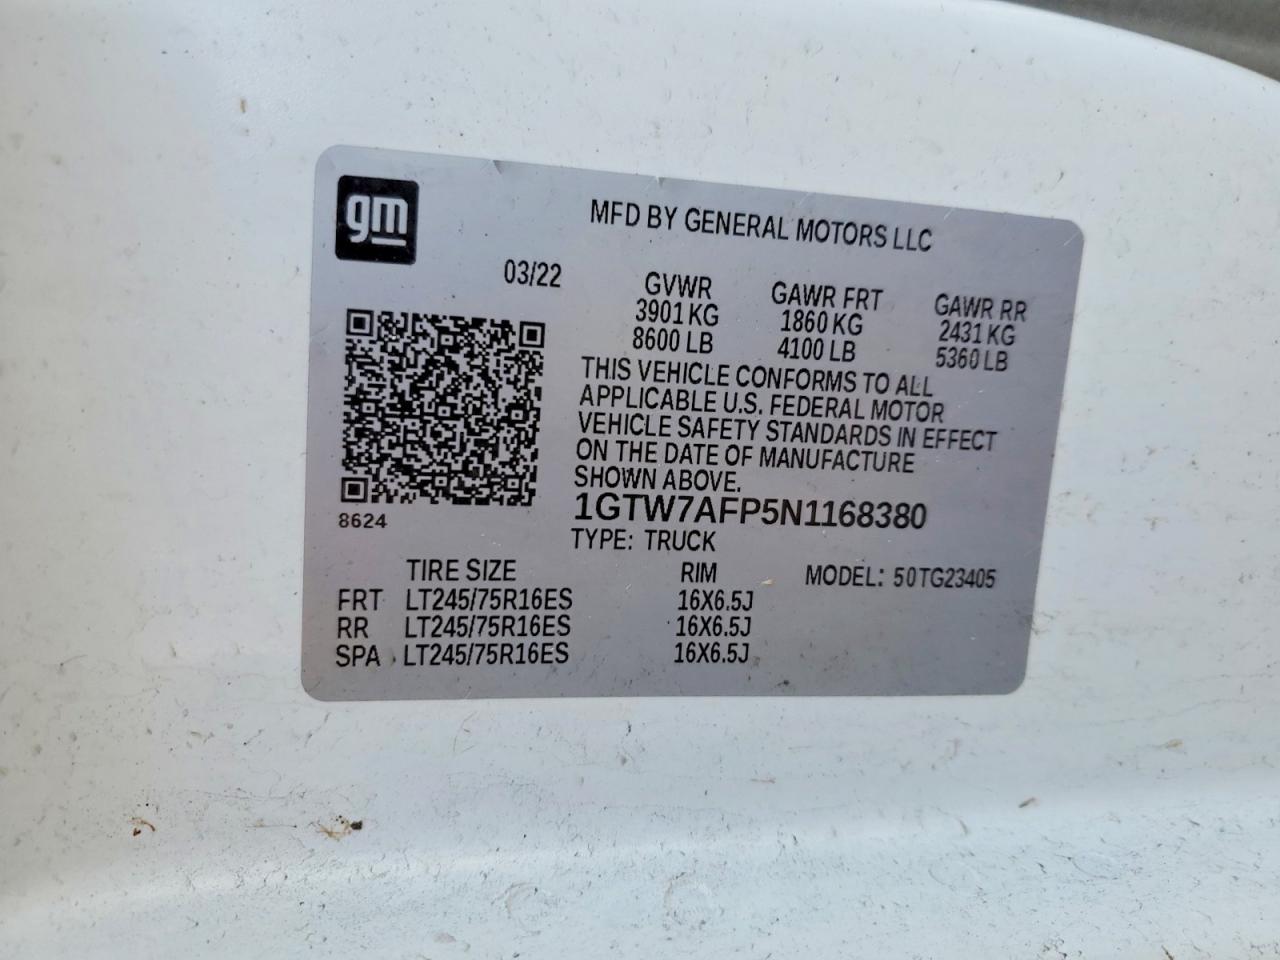 gm
MFD BY GENERAL MOTORS LLC
03/22
GVWR GAWR FRT GAWR RR
3901 KG 1860 KG 2431 KG
8600 LB 4100 LB 5360 LB
THIS VEHICLE CONFORMS TO ALL
APPLICABLE U.S. FEDERAL MOTOR
VEHICLE SAFETY STANDARDS IN EFFECT
ON THE DATE OF MANUFACTURE
SHOWN ABOVE.
1GTW7AFP5N1168380
8624
TYPE: TRUCK
TIRE SIZE RIM MODEL: 50TG23405
FRT LT245/75R16ES 16X6.5J
RR LT245/75R16ES 16X6.5J
SPA LT245/75R16ES 16X6.5J